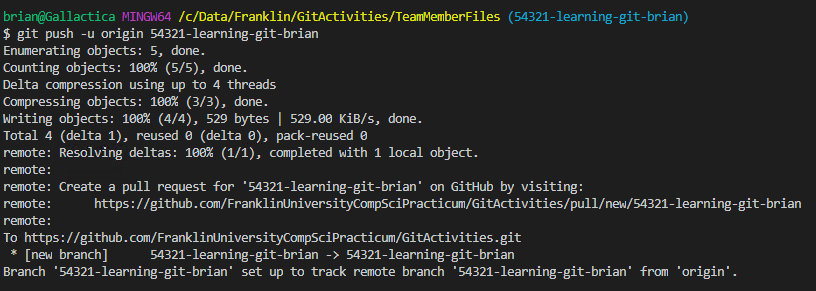 brian@Gallactica MINGW64 /c/Data/Franklin/GitActivities/TeamMemberFiles (54321-learning-git-brian)
$ git push -u origin 54321-learning-git-brian
Enumerating objects: 5, done.
Counting objects: 100% (5/5), done.
Delta compression using up to 4 threads
Compressing objects: 100% (3/3), done.
Writing objects: 100% (4/4), 529 bytes | 529.00 KiB/s, done.
Total 4 (delta 1), reused 0 (delta 0), pack-reused 0
remote: Resolving deltas: 100% (1/1), completed with 1 local object.
remote:
remote: Create a pull request for '54321-learning-git-brian' on GitHub by visiting:
remote:      https://github.com/FranklinUniversityCompSciPracticum/GitActivities/pull/new/54321-learning-git-brian
remote:
To https://github.com/FranklinUniversityCompSciPracticum/GitActivities.git
 * [new branch]      54321-learning-git-brian -> 54321-learning-git-brian
Branch '54321-learning-git-brian' set up to track remote branch '54321-learning-git-brian' from 'origin'.